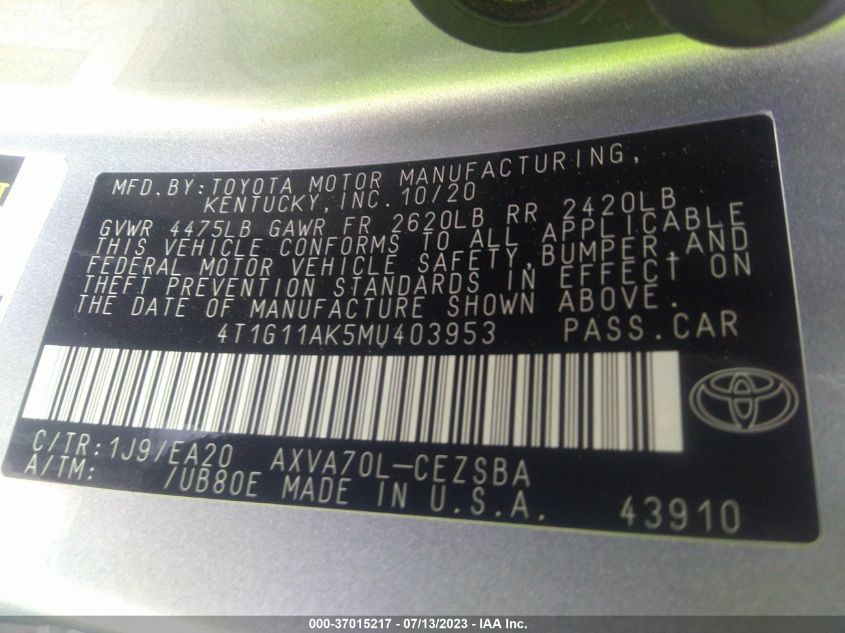 MFD.BY:TOYOTA MOTOR MANUFACTURING,
KENTUCKY,INC.10/20
GVWR 4475LB GAWR FR 2620LB RR 2420LB
THIS VEHICLE CONFORMS TO ALL APPLICABLE
FEDERAL MOTOR VEHICLE SAFETY,BUMPER,AND
THEFT PREVENTION STANDARDS IN EFFECT ON
THE DATE OF MANUFACTURE SHOWN ABOVE.
4T1G11AK5MU403953 PASS.CAR
C/TR:1J9/EA20 AXVA70L-CEZSBA
A/TM: /UB80E MADE IN U.S.A. 43910
000-37015217 - 07/13/2023 - IAA Inc.